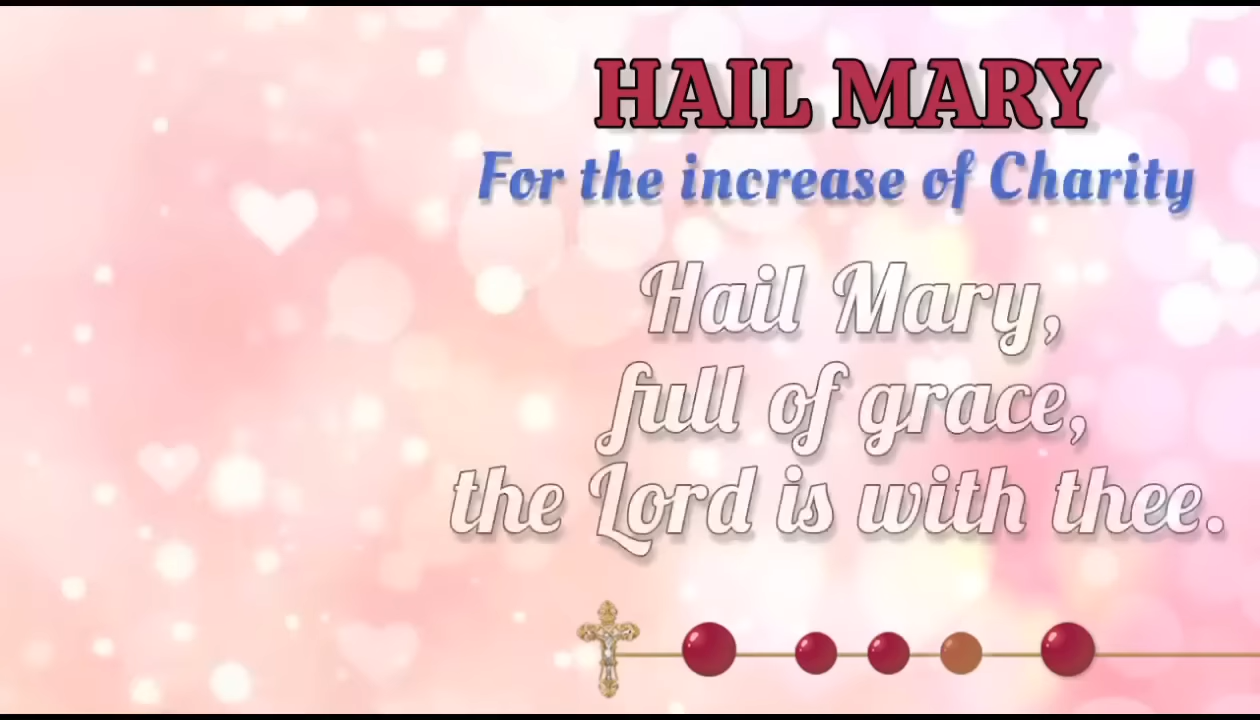 HAIL MARY
For the increase of Charity
Hail Mary,
full of grace,
the Lord is with thee.